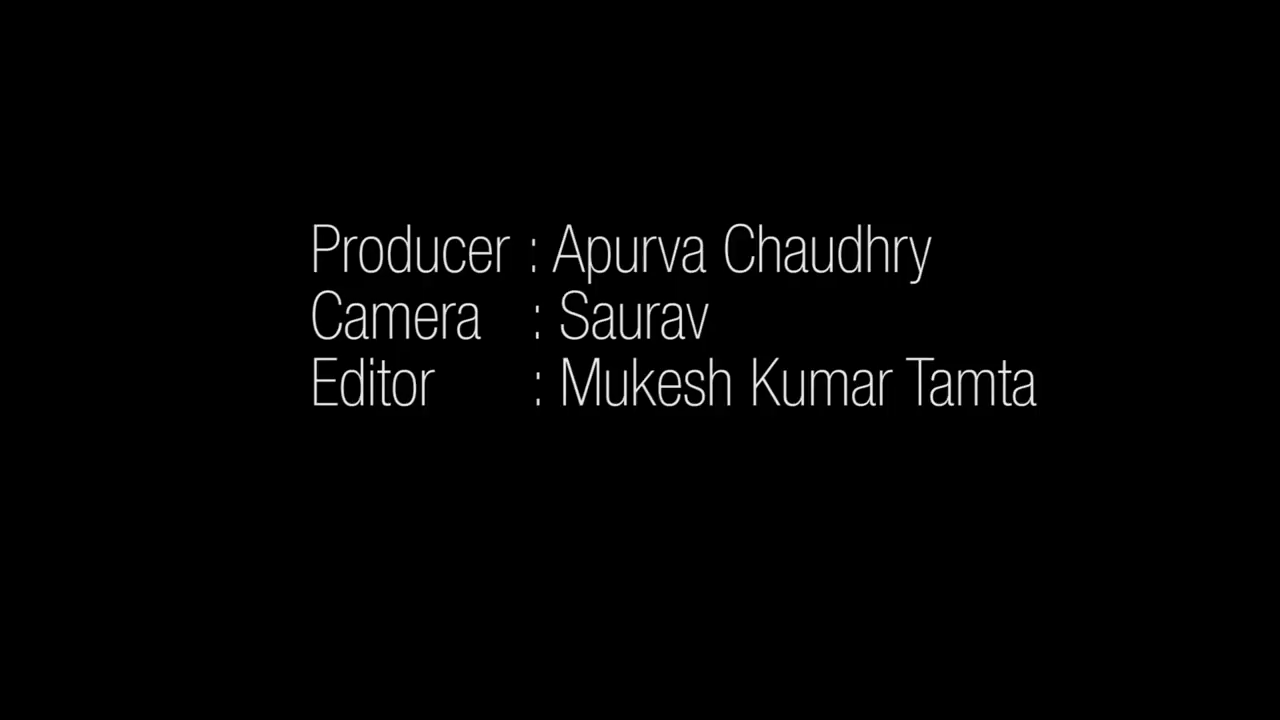 Producer : Apurva Chaudhry
Camera : Saurav
Editor : Mukesh Kumar Tamta